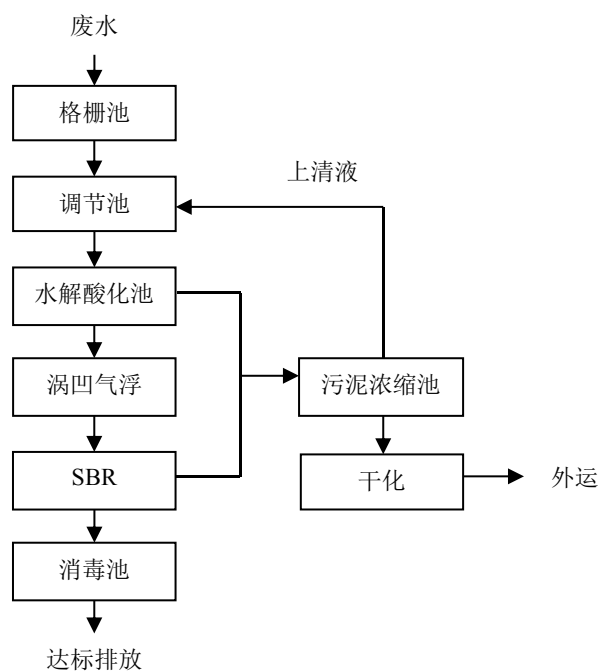 废水
格栅池
上清液
调节池
水解酸化池
涡凹气浮
污泥浓缩池
SBR
干化
外运
消毒池
达标排放